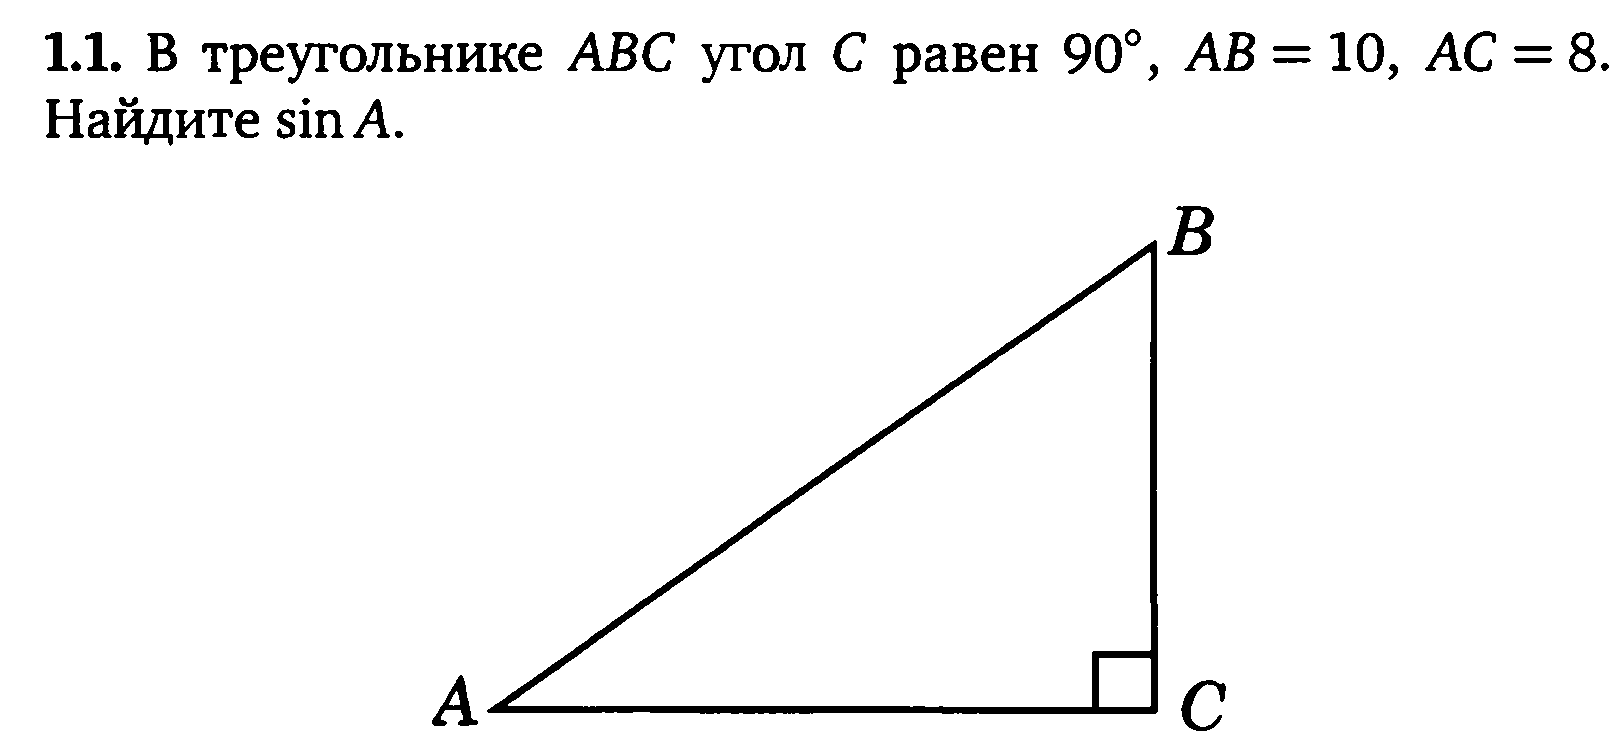 1.1. В треугольнике ABC угол C равен 90°, AB = 10, AC = 8.
Найдите sin A.
B
A
C